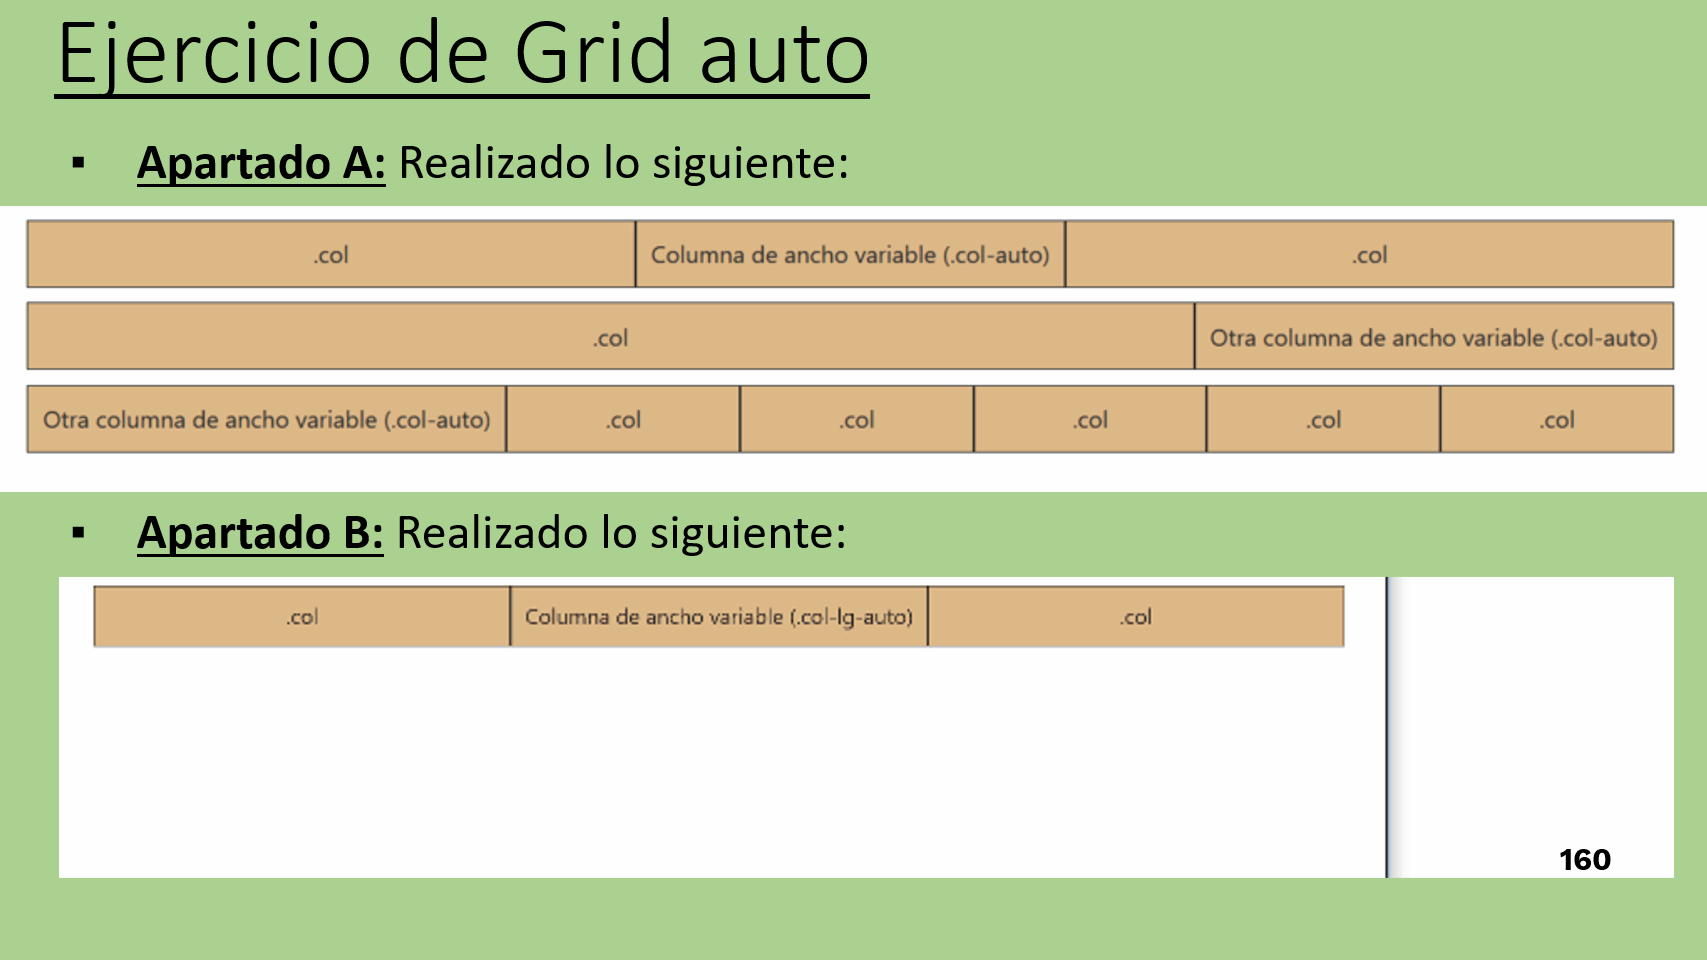 Ejercicio de Grid auto
▪ Apartado A: Realizado lo siguiente:
.col Columna de ancho variable (.col-auto) .col
.col Otra columna de ancho variable (.col-auto)
Otra columna de ancho variable (.col-auto) .col .col .col .col .col
▪ Apartado B: Realizado lo siguiente:
.col Columna de ancho variable (.col-lg-auto) .col
160